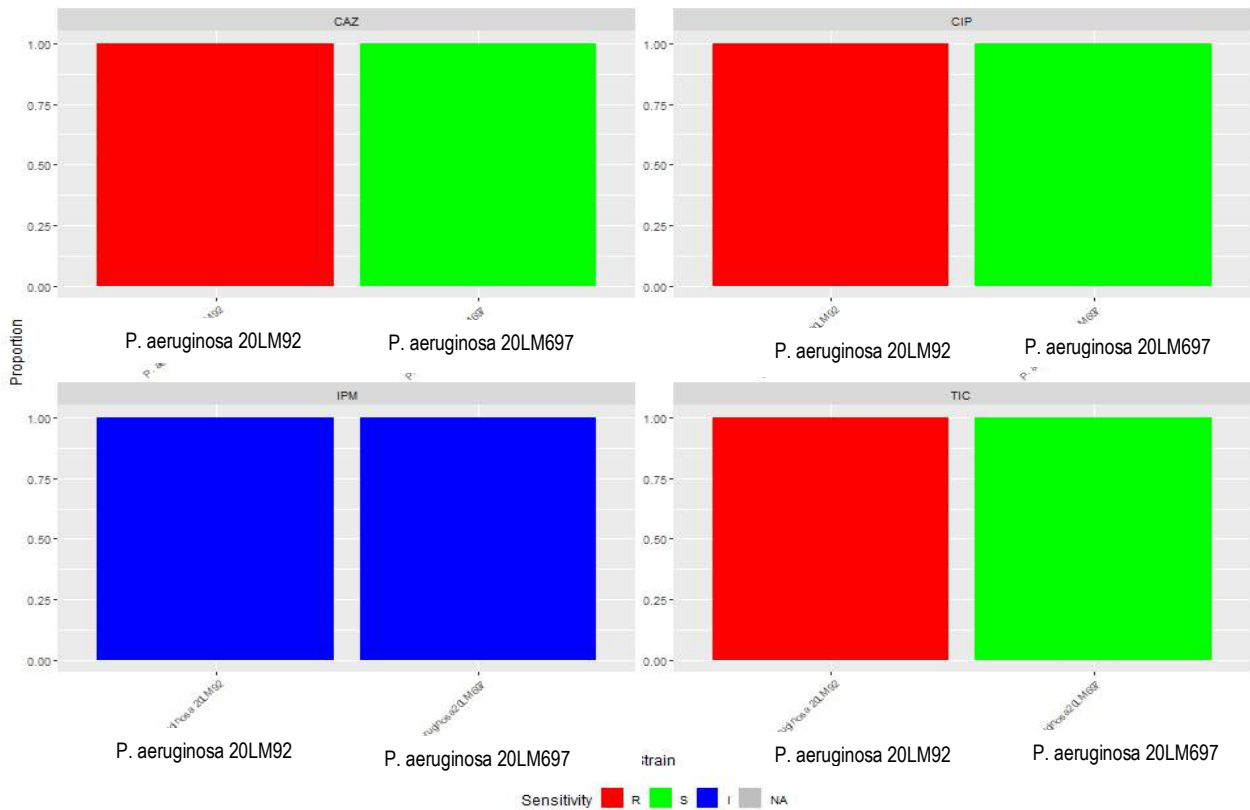 CAZ
CIP
1.00
0.75
0.50
0.25
0.00
1.00
0.75
0.50
0.25
0.00
P. aeruginosa 20LM92
P. aeruginosa 20LM697
P. aeruginosa 20LM92
P. aeruginosa 20LM697
Proportion
IPM
TIC
1.00
0.75
0.50
0.25
0.00
1.00
0.75
0.50
0.25
0.00
P. aeruginosa 20LM92
P. aeruginosa 20LM697
P. aeruginosa 20LM92
P. aeruginosa 20LM697
Sensitivity R S I NA